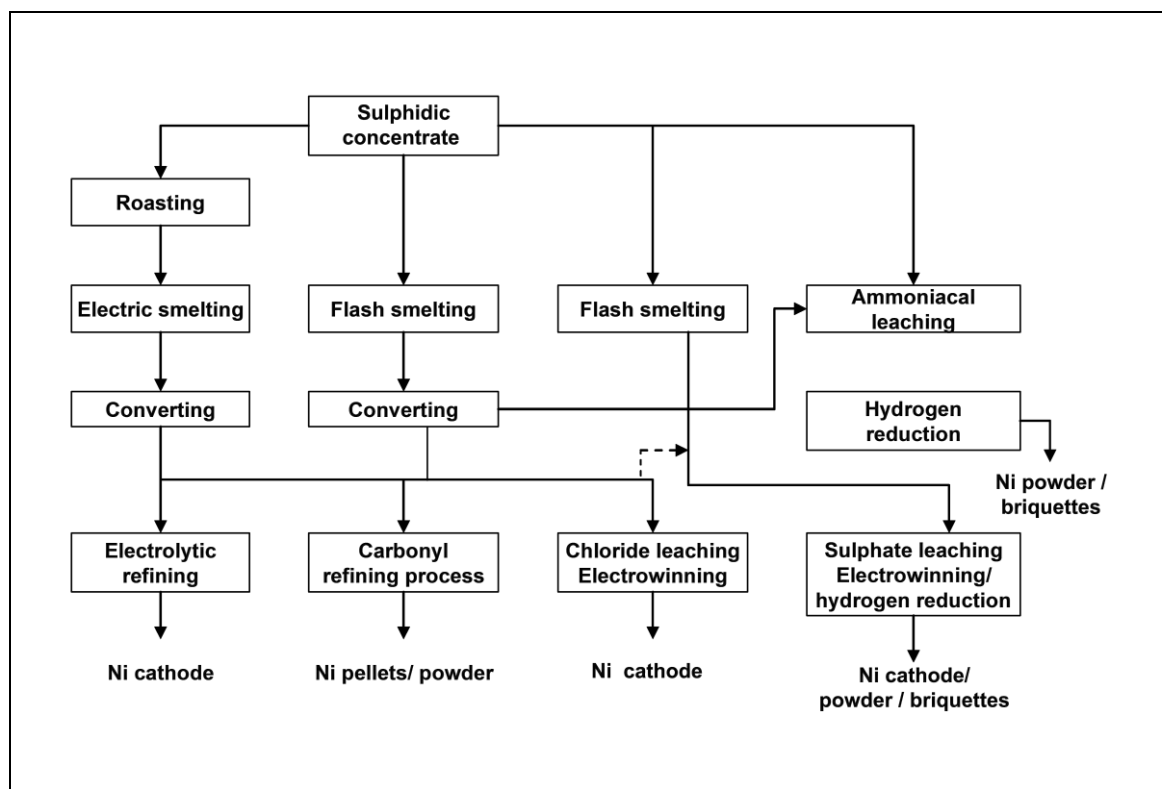 Sulphidic
concentrate
Roasting
Electric smelting
Flash smelting
Flash smelting
Ammoniacal
leaching
Converting
Converting
Hydrogen
reduction
Ni powder /
briquettes
Electrolytic
refining
Carbonyl
refining process
Chloride leaching
Electrowinning
Sulphate leaching
Electrowinning/
hydrogen reduction
Ni cathode
Ni pellets/ powder
Ni cathode
Ni cathode/
powder / briquettes